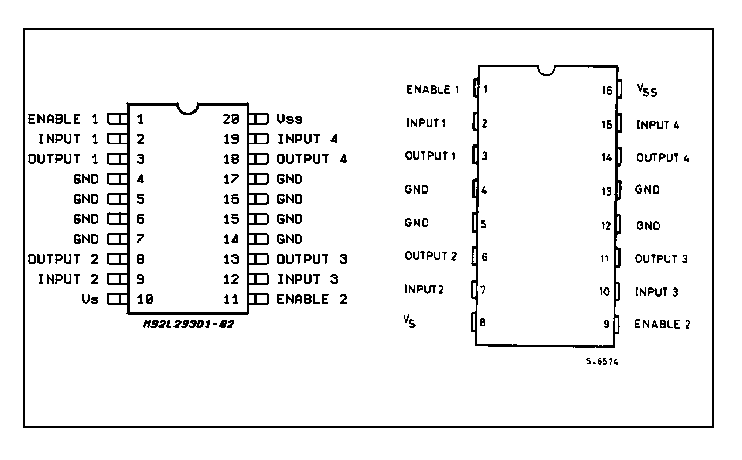 ENABLE 1 1 20 Vss
INPUT 1 2 19 INPUT 4
OUTPUT 1 3 18 OUTPUT 4
GND 4 17 GND
GND 5 16 GND
GND 6 15 GND
GND 7 14 GND
OUTPUT 2 8 13 OUTPUT 3
INPUT 2 9 12 INPUT 3
Vs 10 11 ENABLE 2
M92L293D1-02
ENABLE 1 1 16 VSS
INPUT 1 2 15 INPUT 4
OUTPUT 1 3 14 OUTPUT 4
GND 4 13 GND
GND 5 12 GND
OUTPUT 2 6 11 OUTPUT 3
INPUT 2 7 10 INPUT 3
VS 8 9 ENABLE 2
S-6574